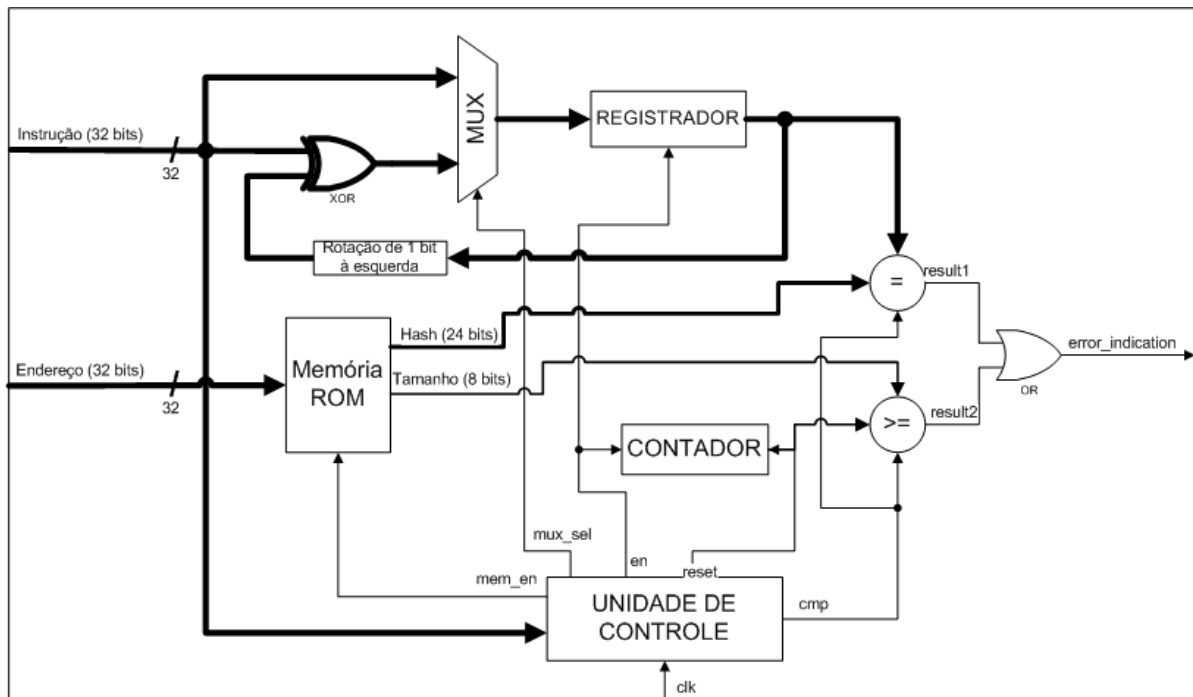 MUX
REGISTRADOR
Instrução (32 bits)
32
XOR
Rotação de 1 bit
à esquerda
=
result1
Hash (24 bits)
Memória
ROM
Endereço (32 bits)
32
Tamanho (8 bits)
error_indication
OR
>=
result2
CONTADOR
mux_sel
en
reset
mem_en
cmp
UNIDADE DE
CONTROLE
clk